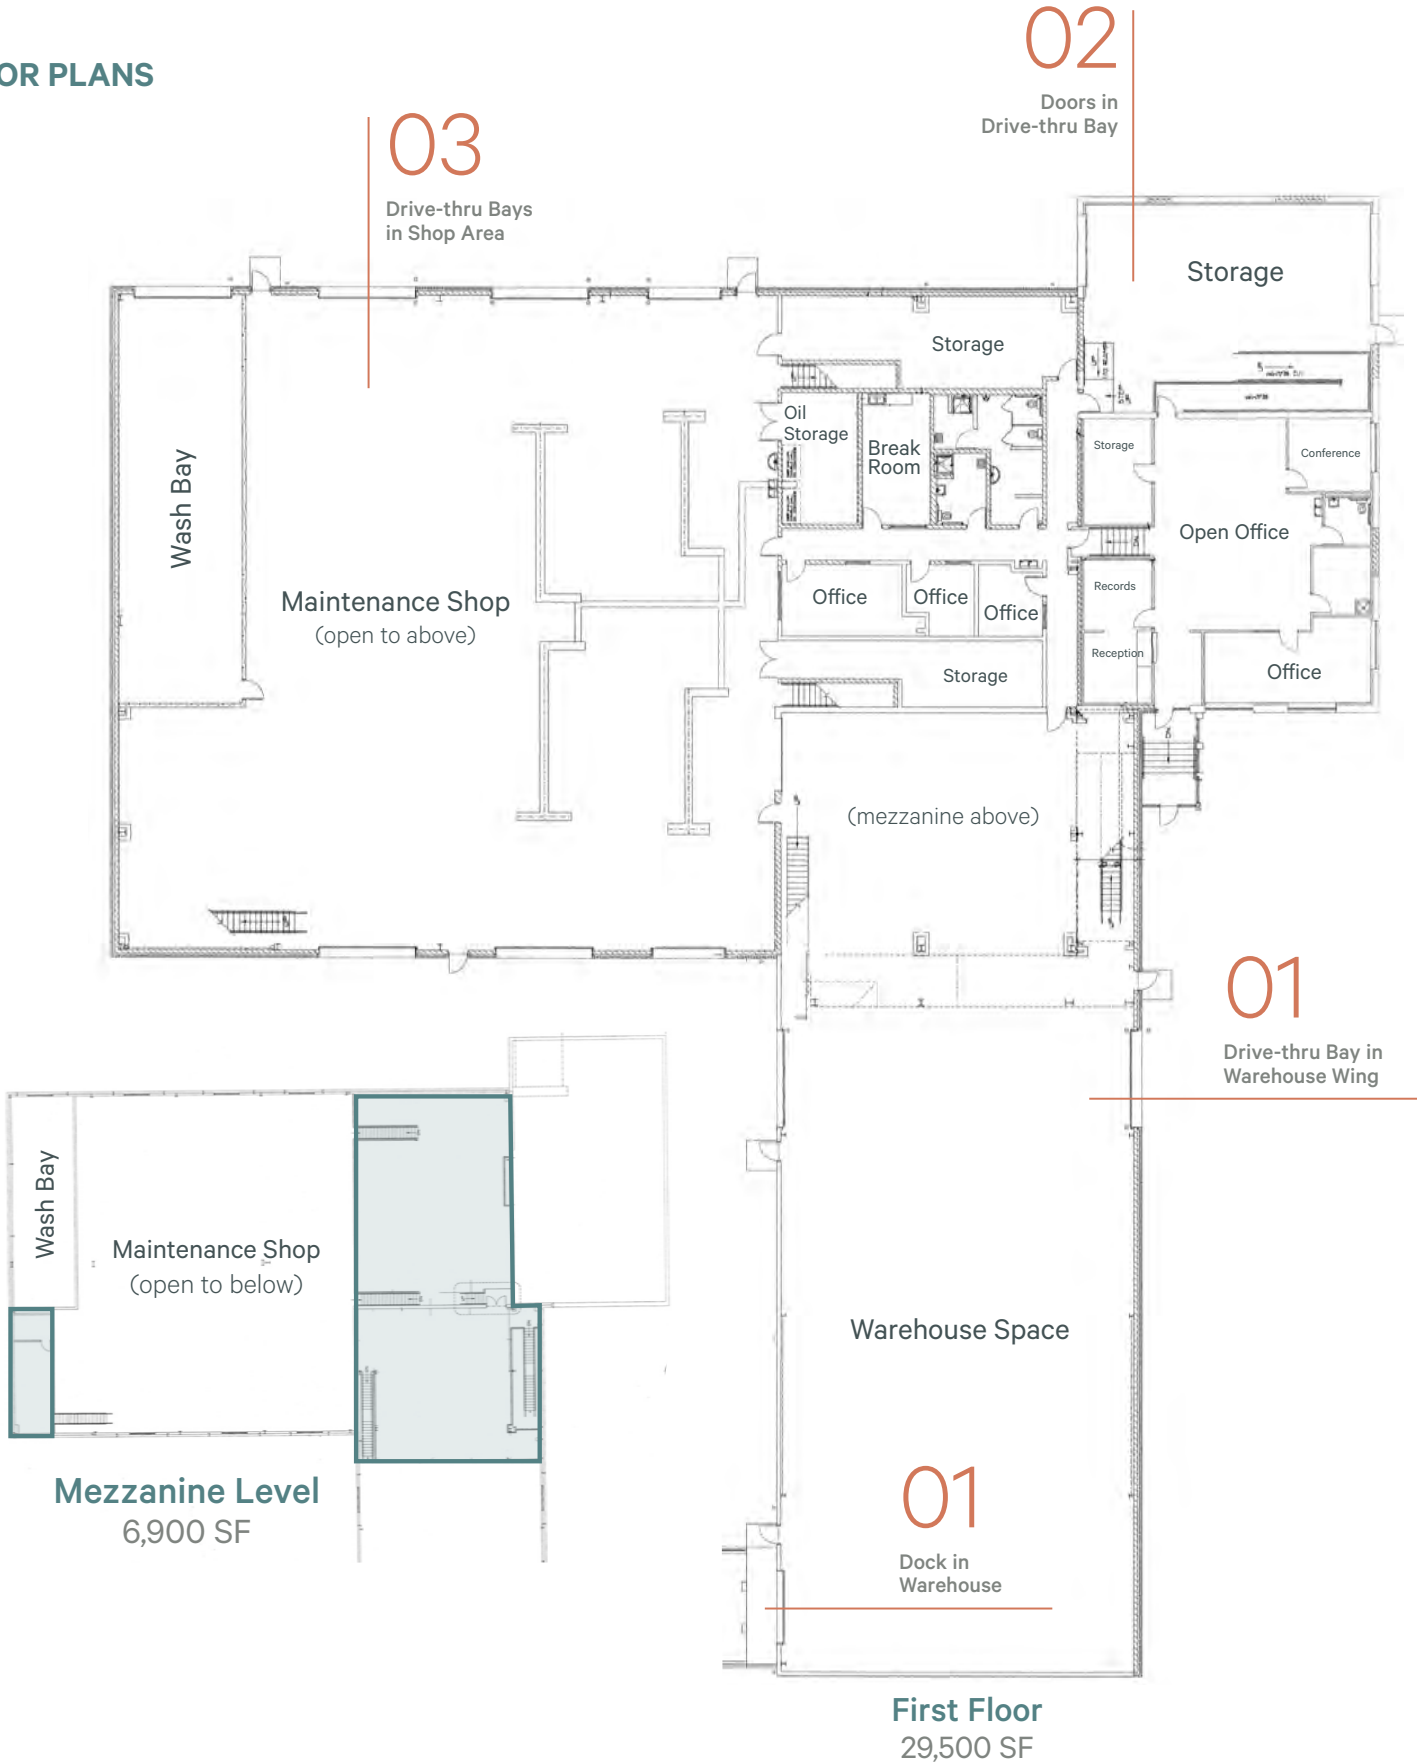 OR PLANS
02
Doors in
Drive-thru Bay
03
Drive-thru Bays
in Shop Area
Storage
Storage
Oil
Storage
Break
Room
Storage
Conference
Wash Bay
Open Office
Maintenance Shop
(open to above)
Office
Office
Office
Records
Reception
Storage
Office
(mezzanine above)
01
Drive-thru Bay in
Warehouse Wing
Wash Bay
Maintenance Shop
(open to below)
Warehouse Space
Mezzanine Level
6,900 SF
01
Dock in
Warehouse
First Floor
29,500 SF